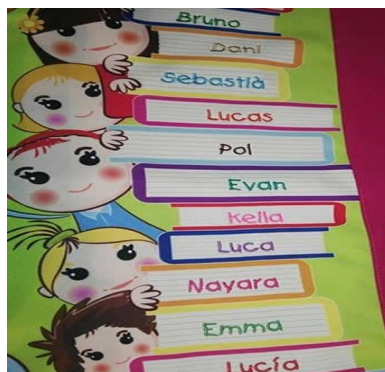 Bruno
Dani
Sebastià
Lucas
Pol
Evan
Kella
Luca
Nayara
Emma
Lucía